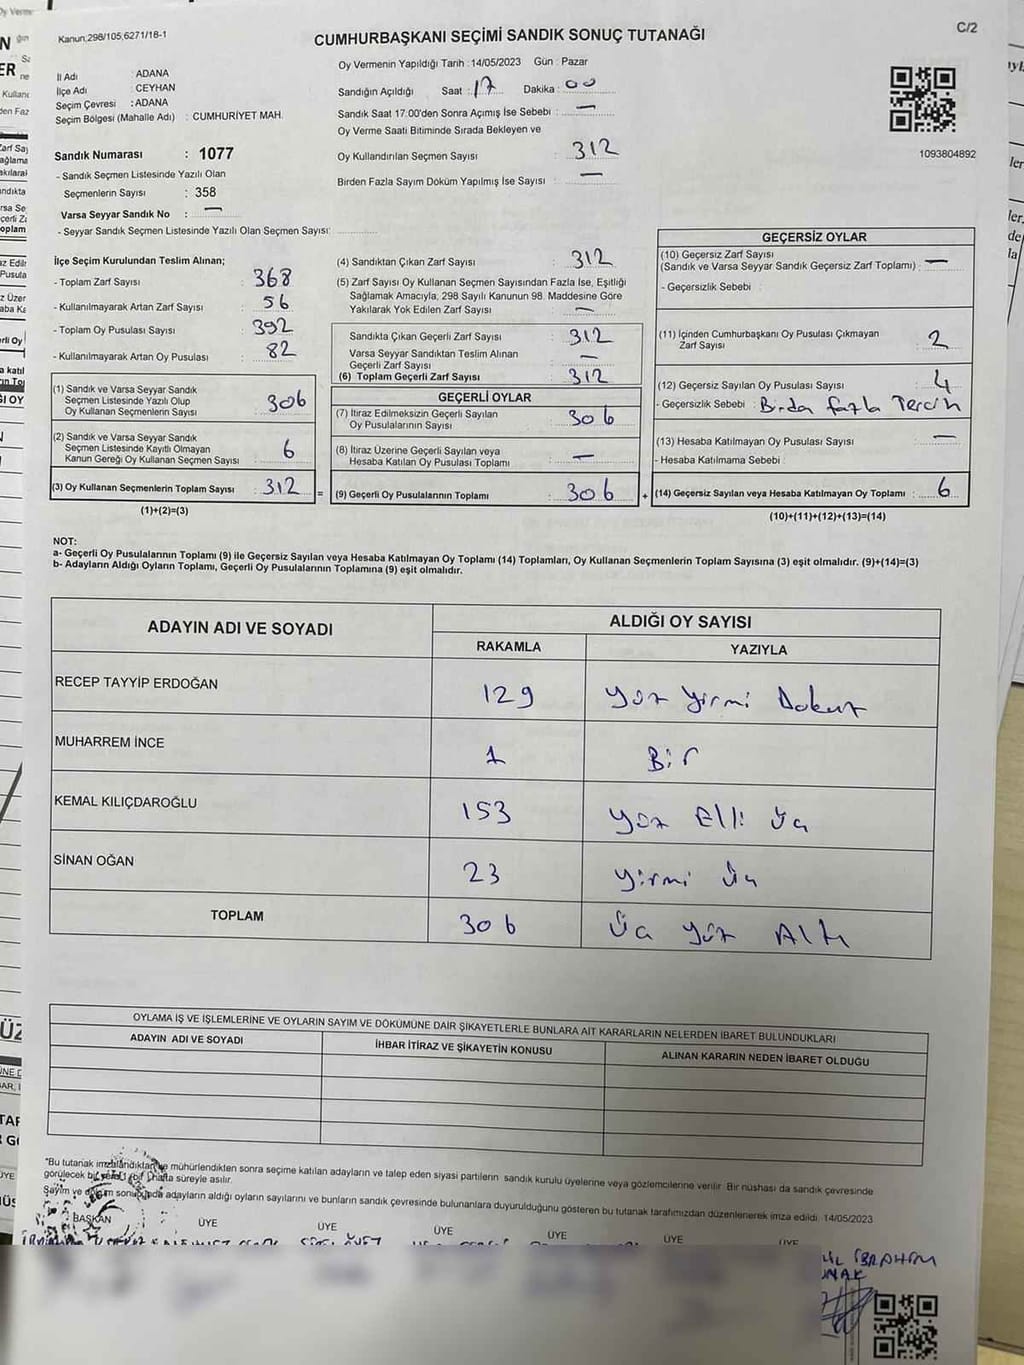 Kanun,298/105,6271/18-1
CUMHURBAŞKANI SEÇİMİ SANDIK SONUÇ TUTANAĞI
C/2
İl Adı : ADANA
İlçe Adı : CEYHAN
Seçim Çevresi : ADANA
Seçim Bölgesi (Mahalle Adı) : CUMHURİYET MAH.
Sandık Numarası : 1077
- Sandık Seçmen Listesinde Yazılı Olan
Seçmenlerin Sayısı : 358
Varsa Seyyar Sandık No : —
- Seyyar Sandık Seçmen Listesinde Yazılı Olan Seçmen Sayısı:
Oy Vermenin Yapıldığı Tarih :14/05/2023 Gün : Pazar
Sandığın Açıldığı Saat : 17 Dakika : 00
Sandık Saat 17:00'den Sonra Açımış İse Sebebi : —
Oy Verme Saati Bitiminde Sırada Bekleyen ve
Oy Kullandırılan Seçmen Sayısı : 312
Birden Fazla Sayım Döküm Yapılmış İse Sayısı : —
1093804892
İlçe Seçim Kurulundan Teslim Alınan;
- Toplam Zarf Sayısı : 368
- Kullanılmayarak Artan Zarf Sayısı : 56
- Toplam Oy Pusulası Sayısı : 392
- Kullanılmayarak Artan Oy Pusulası : 82
(1) Sandık ve Varsa Seyyar Sandık
Seçmen Listesinde Yazılı Olup
Oy Kullanan Seçmenlerin Sayısı : 306
(2) Sandık ve Varsa Seyyar Sandık
Seçmen Listesinde Kayıtlı Olmayan
Kanun Gereği Oy Kullanan Seçmen Sayısı : 6
(3) Oy Kullanan Seçmenlerin Toplam Sayısı : 312
(1)+(2)=(3)
(4) Sandıktan Çıkan Zarf Sayısı : 312
(5) Zarf Sayısı Oy Kullanan Seçmen Sayısından Fazla İse, Eşitliği
Sağlamak Amacıyla, 298 Sayılı Kanunun 98. Maddesine Göre
Yakılarak Yok Edilen Zarf Sayısı : —
Sandıkta Çıkan Geçerli Zarf Sayısı : 312
Varsa Seyyar Sandıktan Teslim Alınan
Geçerli Zarf Sayısı : —
(6) Toplam Geçerli Zarf Sayısı : 312
GEÇERLİ OYLAR
(7) İtiraz Edilmeksizin Geçerli Sayılan
Oy Pusulalarının Sayısı : 306
(8) İtiraz Üzerine Geçerli Sayılan ve
Hesaba Katılan Oy Pusulası Toplamı : —
= (9) Geçerli Oy Pusulalarının Toplamı : 306
GEÇERSİZ OYLAR
(10) Geçersiz Zarf Sayısı
(Sandık ve Varsa Seyyar Sandık Geçersiz Zarf Toplamı) : —
- Geçersizlik Sebebi :
(11) İçinden Cumhurbaşkanı Oy Pusulası Çıkmayan
Zarf Sayısı : 2
(12) Geçersiz Sayılan Oy Pusulası Sayısı : 4
- Geçersizlik Sebebi : Birda fazla Tercih
(13) Hesaba Katılmayan Oy Pusulası Sayısı : —
- Hesaba Katılmama Sebebi :
+ (14) Geçersiz Sayılan veya Hesaba Katılmayan Oy Toplamı : 6
(10)+(11)+(12)+(13)=(14)
NOT:
a- Geçerli Oy Pusulalarının Toplamı (9) ile Geçersiz Sayılan veya Hesaba Katılmayan Oy Toplamı (14) Toplamları, Oy Kullanan Seçmenlerin Toplam Sayısına (3) eşit olmalıdır. (9)+(14)=(3)
b- Adayların Aldığı Oyların Toplamı, Geçerli Oy Pusulalarının Toplamına (9) eşit olmalıdır.
ADAYIN ADI VE SOYADI
ALDIĞI OY SAYISI
RAKAMLA YAZIYLA
RECEP TAYYİP ERDOĞAN 129 Yüz Yirmi Dokuz
MUHARREM İNCE 1 Bir
KEMAL KILIÇDAROĞLU 153 Yüz Elli Üç
SİNAN OĞAN 23 Yirmi Üç
TOPLAM 306 Üç Yüz Altı
OYLAMA İŞ VE İŞLEMLERİNE VE OYLARIN SAYIM VE DÖKÜMÜNE DAİR ŞİKAYETLERLE BUNLARA AİT KARARLARIN NELERDEN İBARET BULUNDUKLARI
ADAYIN ADI VE SOYADI İHBAR İTİRAZ VE ŞİKAYETİN KONUSU ALINAN KARARIN NEDEN İBARET OLDUĞU
*Bu tutanak imzalandıktan ve mühürlendikten sonra seçime katılan adayların ve talep eden siyasi partilerin sandık kurulu üyelerine veya gözlemcilerine verilir. Bir nüshası da sandık çevresinde
görülecek bir yere 1 (bir) hafta süreyle asılır.
Sayım ve döküm sonucunda adayların aldığı oyların sayılarını ve bunların sandık çevresinde bulunanlara duyurulduğunu gösteren bu tutanak tarafımızdan düzenlenerek imza edildi. 14/05/2023
BAŞKAN ÜYE ÜYE ÜYE ÜYE ÜYE ÜYE
İBRAHİM